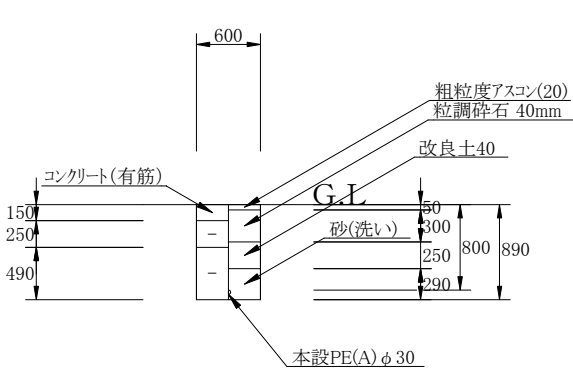 600
粗粒度アスコン(20)
粒調砕石 40mm
改良土40
コンクリート(有筋)
G.L
砂(洗い)
150
250
490
50
300
250
290
800
890
本設PE(A)φ30